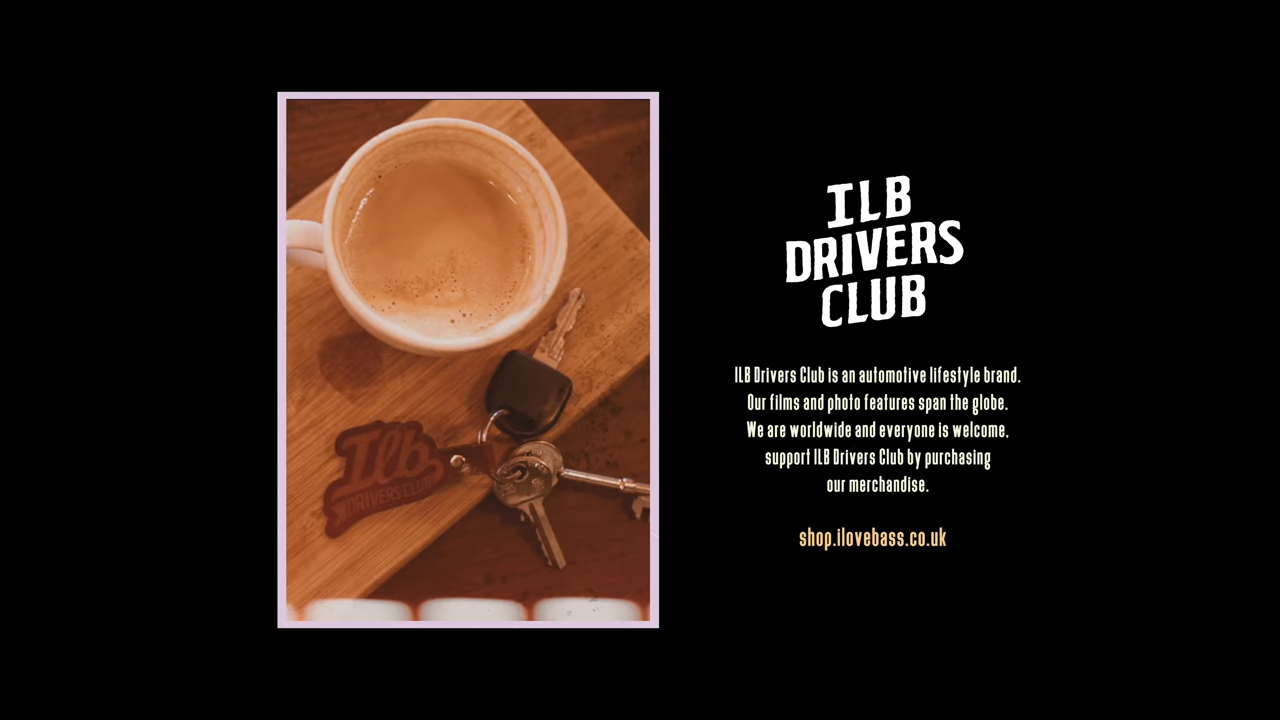 Ilb
DRIVERS CLUB
ILB
DRIVERS
CLUB
ILB Drivers Club is an automotive lifestyle brand.
Our films and photo features span the globe.
We are worldwide and everyone is welcome,
support ILB Drivers Club by purchasing
our merchandise.
shop.ilovebass.co.uk